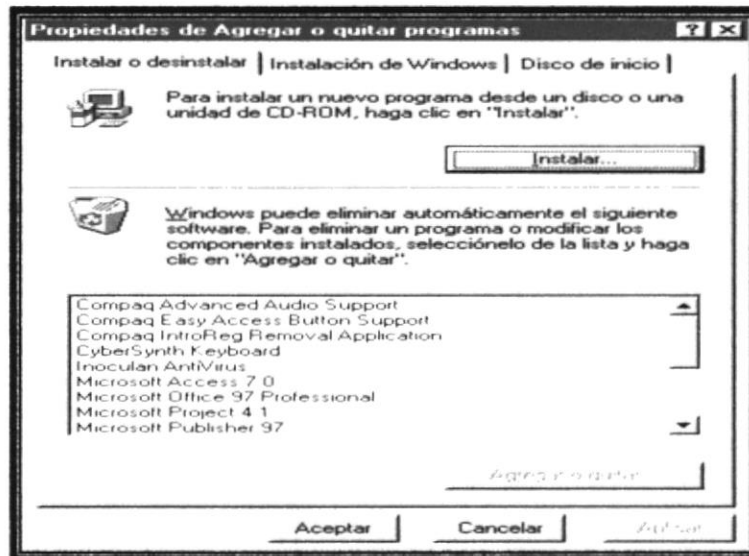 Propiedades de Agregar o quitar programas
Instalar o desinstalar | Instalación de Windows | Disco de inicio
Para instalar un nuevo programa desde un disco o una
unidad de CD-ROM, haga clic en "Instalar".
Instalar...
Windows puede eliminar automáticamente el siguiente
software. Para eliminar un programa o modificar los
componentes instalados, selecciónelo de la lista y haga
clic en "Agregar o quitar".
Compaq Advanced Audio Support
Compaq Easy Access Button Support
Compaq IntroReg Removal Application
CyberSynth Keyboard
Inoculan AntiVirus
Microsoft Access 7.0
Microsoft Office 97 Professional
Microsoft Project 4.1
Microsoft Publisher 97
Agregar o quitar...
Aceptar Cancelar Aplicar